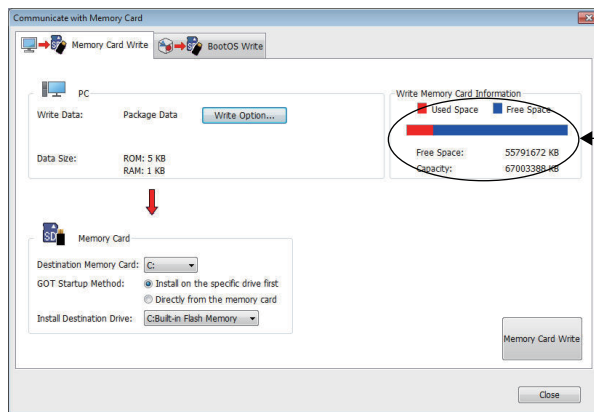 Communicate with Memory Card
Memory Card Write
BootOS Write
PC
Write Data: Package Data Write Option...
Data Size: ROM: 5 KB
RAM: 1 KB
Write Memory Card Information
Used Space Free Space
Free Space: 55791672 KB
Capacity: 67003388 KB
SD Memory Card
Destination Memory Card: C:
GOT Startup Method: Install on the specific drive first
Directly from the memory card
Install Destination Drive: C:Built-in Flash Memory
Memory Card Write
Close